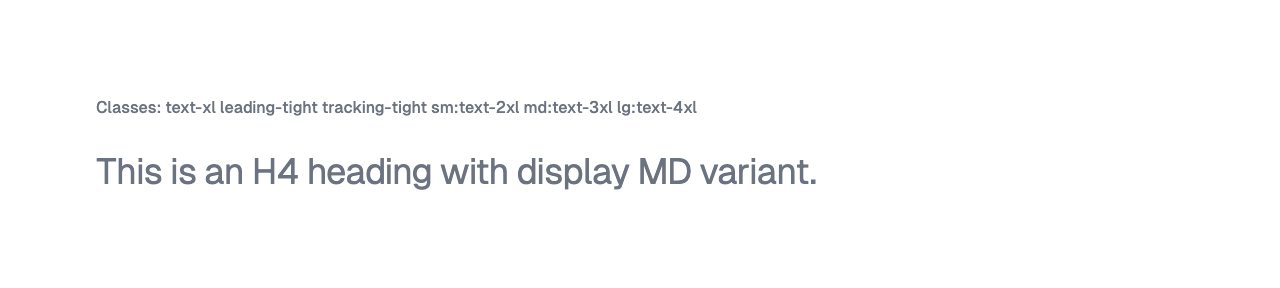 Classes: text-xl leading-tight tracking-tight sm:text-2xl md:text-3xl lg:text-4xl
This is an H4 heading with display MD variant.